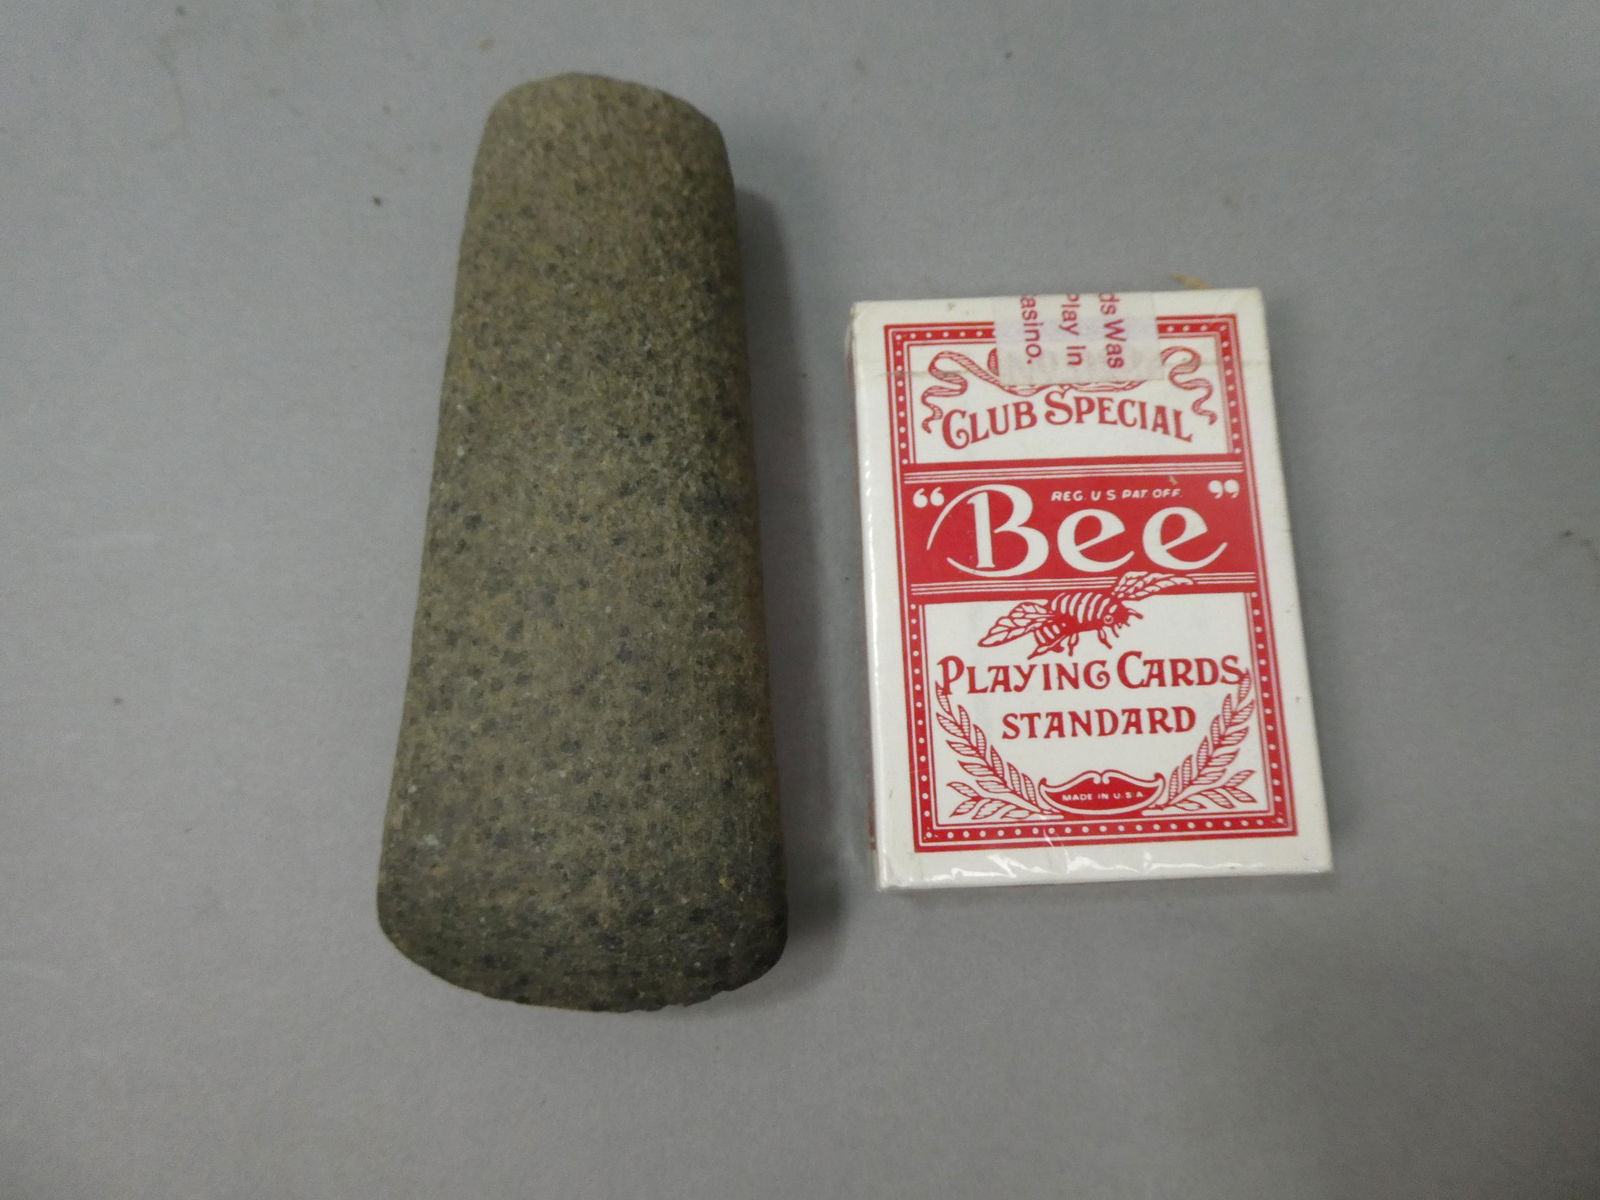 ds Was
Play In
asino.
CLUB SPECIAL
“Bee”
REG. U S PAT. OFF.
PLAYING CARDS
STANDARD
MADE IN U.S.A.